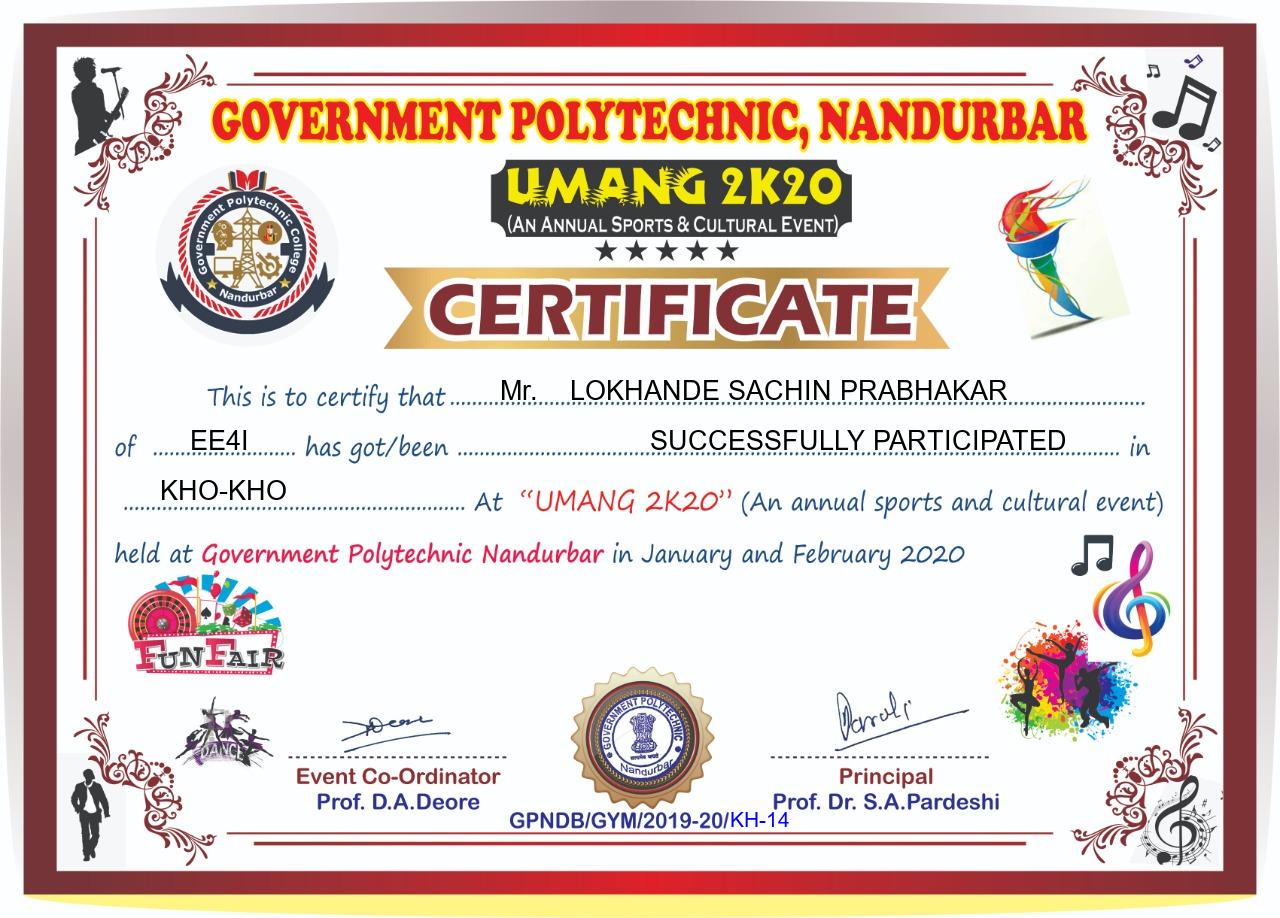 GOVERNMENT POLYTECHNIC, NANDURBAR
UMANG 2K20
(AN ANNUAL SPORTS & CULTURAL EVENT)
Government Polytechnic College
Nandurbar
CERTIFICATE
This is to certify that Mr. LOKHANDE SACHIN PRABHAKAR
of EE4I has got/been SUCCESSFULLY PARTICIPATED in
KHO-KHO At “UMANG 2K20” (An annual sports and cultural event)
held at Government Polytechnic Nandurbar in January and February 2020
FUN FAIR
DANCE
GOVERNMENT POLYTECHNIC
Nandurbar
Event Co-Ordinator
Prof. D.A.Deore
Principal
Prof. Dr. S.A.Pardeshi
GPNDB/GYM/2019-20/KH-14